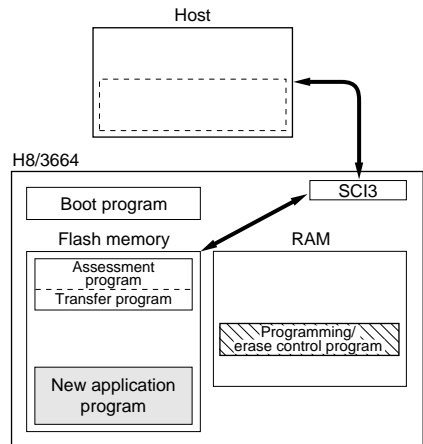 Host
H8/3664
SCI3
Boot program
Flash memory
RAM
Assessment
program
Transfer program
Programming/
erase control program
New application
program